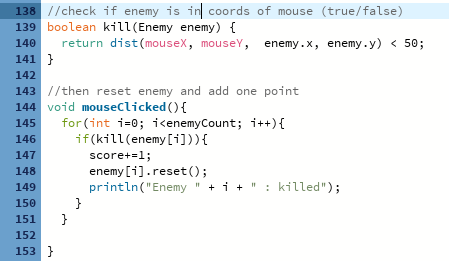 138 //check if enemy is in coords of mouse (true/false)
139 boolean kill(Enemy enemy) {
140   return dist(mouseX, mouseY,  enemy.x, enemy.y) < 50;
141 }
142
143 //then reset enemy and add one point
144 void mouseClicked(){
145   for(int i=0; i<enemyCount; i++){
146     if(kill(enemy[i])){
147       score+=1;
148       enemy[i].reset();
149       println("Enemy " + i + " : killed");
150     }
151   }
152
153 }